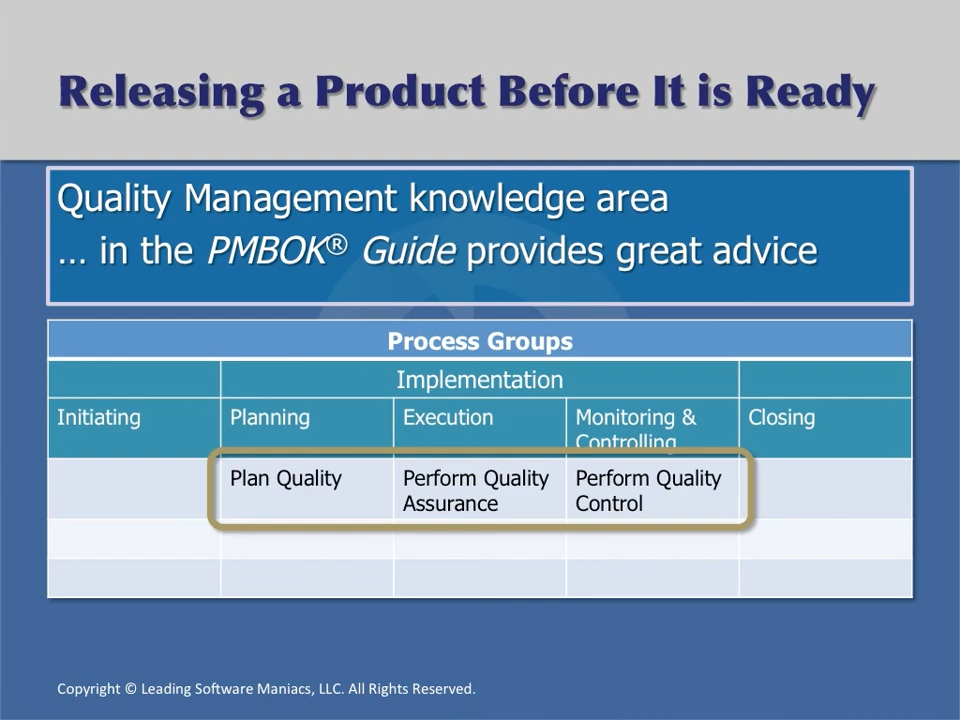 Releasing a Product Before It is Ready
Quality Management knowledge area
... in the PMBOK® Guide provides great advice
Process Groups
Implementation
Initiating
Planning
Execution
Monitoring &
Controlling
Closing
Plan Quality
Perform Quality
Assurance
Perform Quality
Control
Copyright © Leading Software Maniacs, LLC. All Rights Reserved.